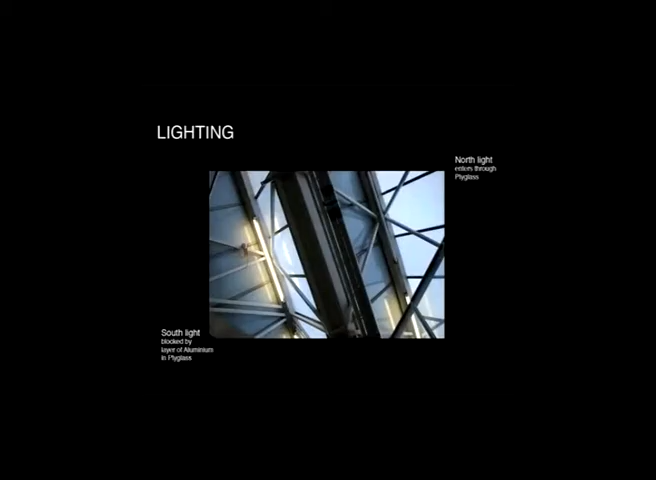 LIGHTING
North light
enters through
Plyglass
South light
blocked by
layer of Aluminium
in Plyglass